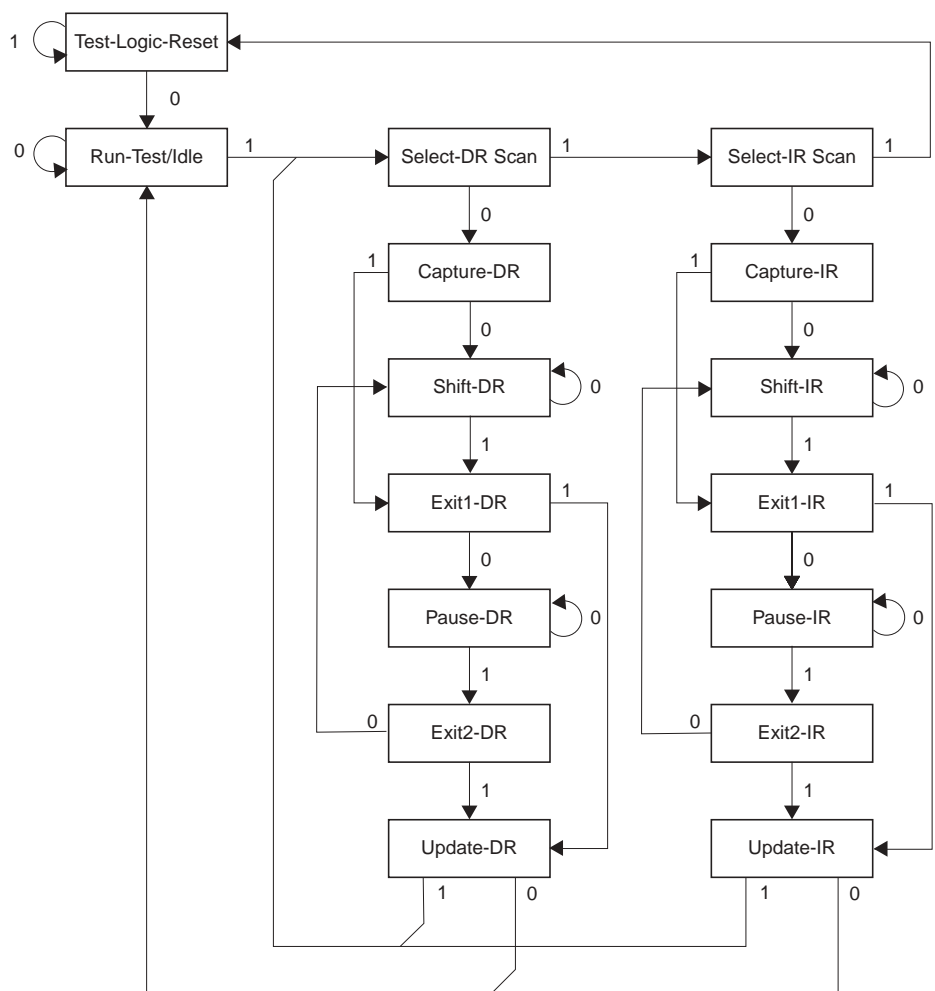 1
Test-Logic-Reset
0
0
Run-Test/Idle
1
Select-DR Scan
1
Select-IR Scan
1
0
0
1
Capture-DR
1
Capture-IR
0
0
Shift-DR
0
Shift-IR
0
1
1
Exit1-DR
1
Exit1-IR
1
0
0
Pause-DR
0
Pause-IR
0
1
1
0
Exit2-DR
0
Exit2-IR
1
1
Update-DR
Update-IR
1
0
1
0